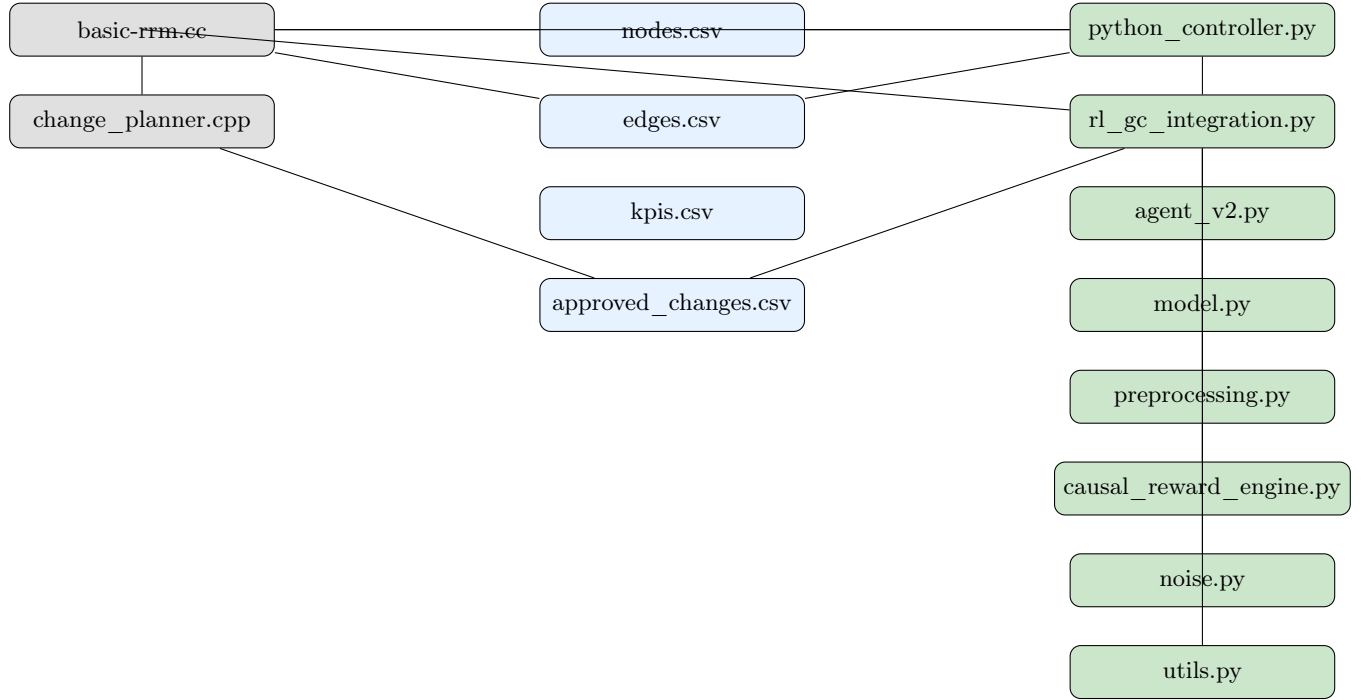 basic-rrm.cc
change_planner.cpp
nodes.csv
edges.csv
kpis.csv
approved_changes.csv
python_controller.py
rl_gc_integration.py
agent_v2.py
model.py
preprocessing.py
causal_reward_engine.py
noise.py
utils.py